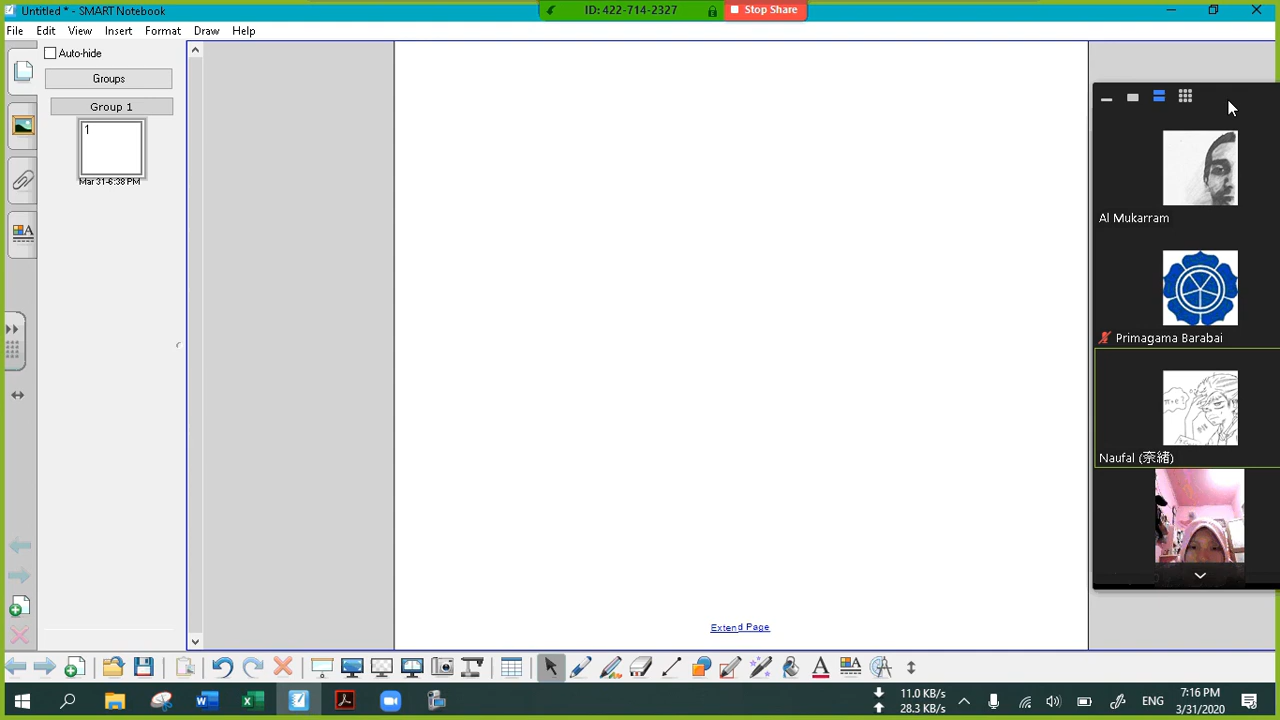 Untitled * - SMART Notebook
ID: 422-714-2327
Stop Share
File Edit View Insert Format Draw Help
Auto-hide
Groups
Group 1
1
Mar 31-6:38 PM
Al Mukarram
Primagama Barabai
Naufal (奈緒)
Extend Page
11.0 KB/s
28.3 KB/s
ENG
7:16 PM
3/31/2020